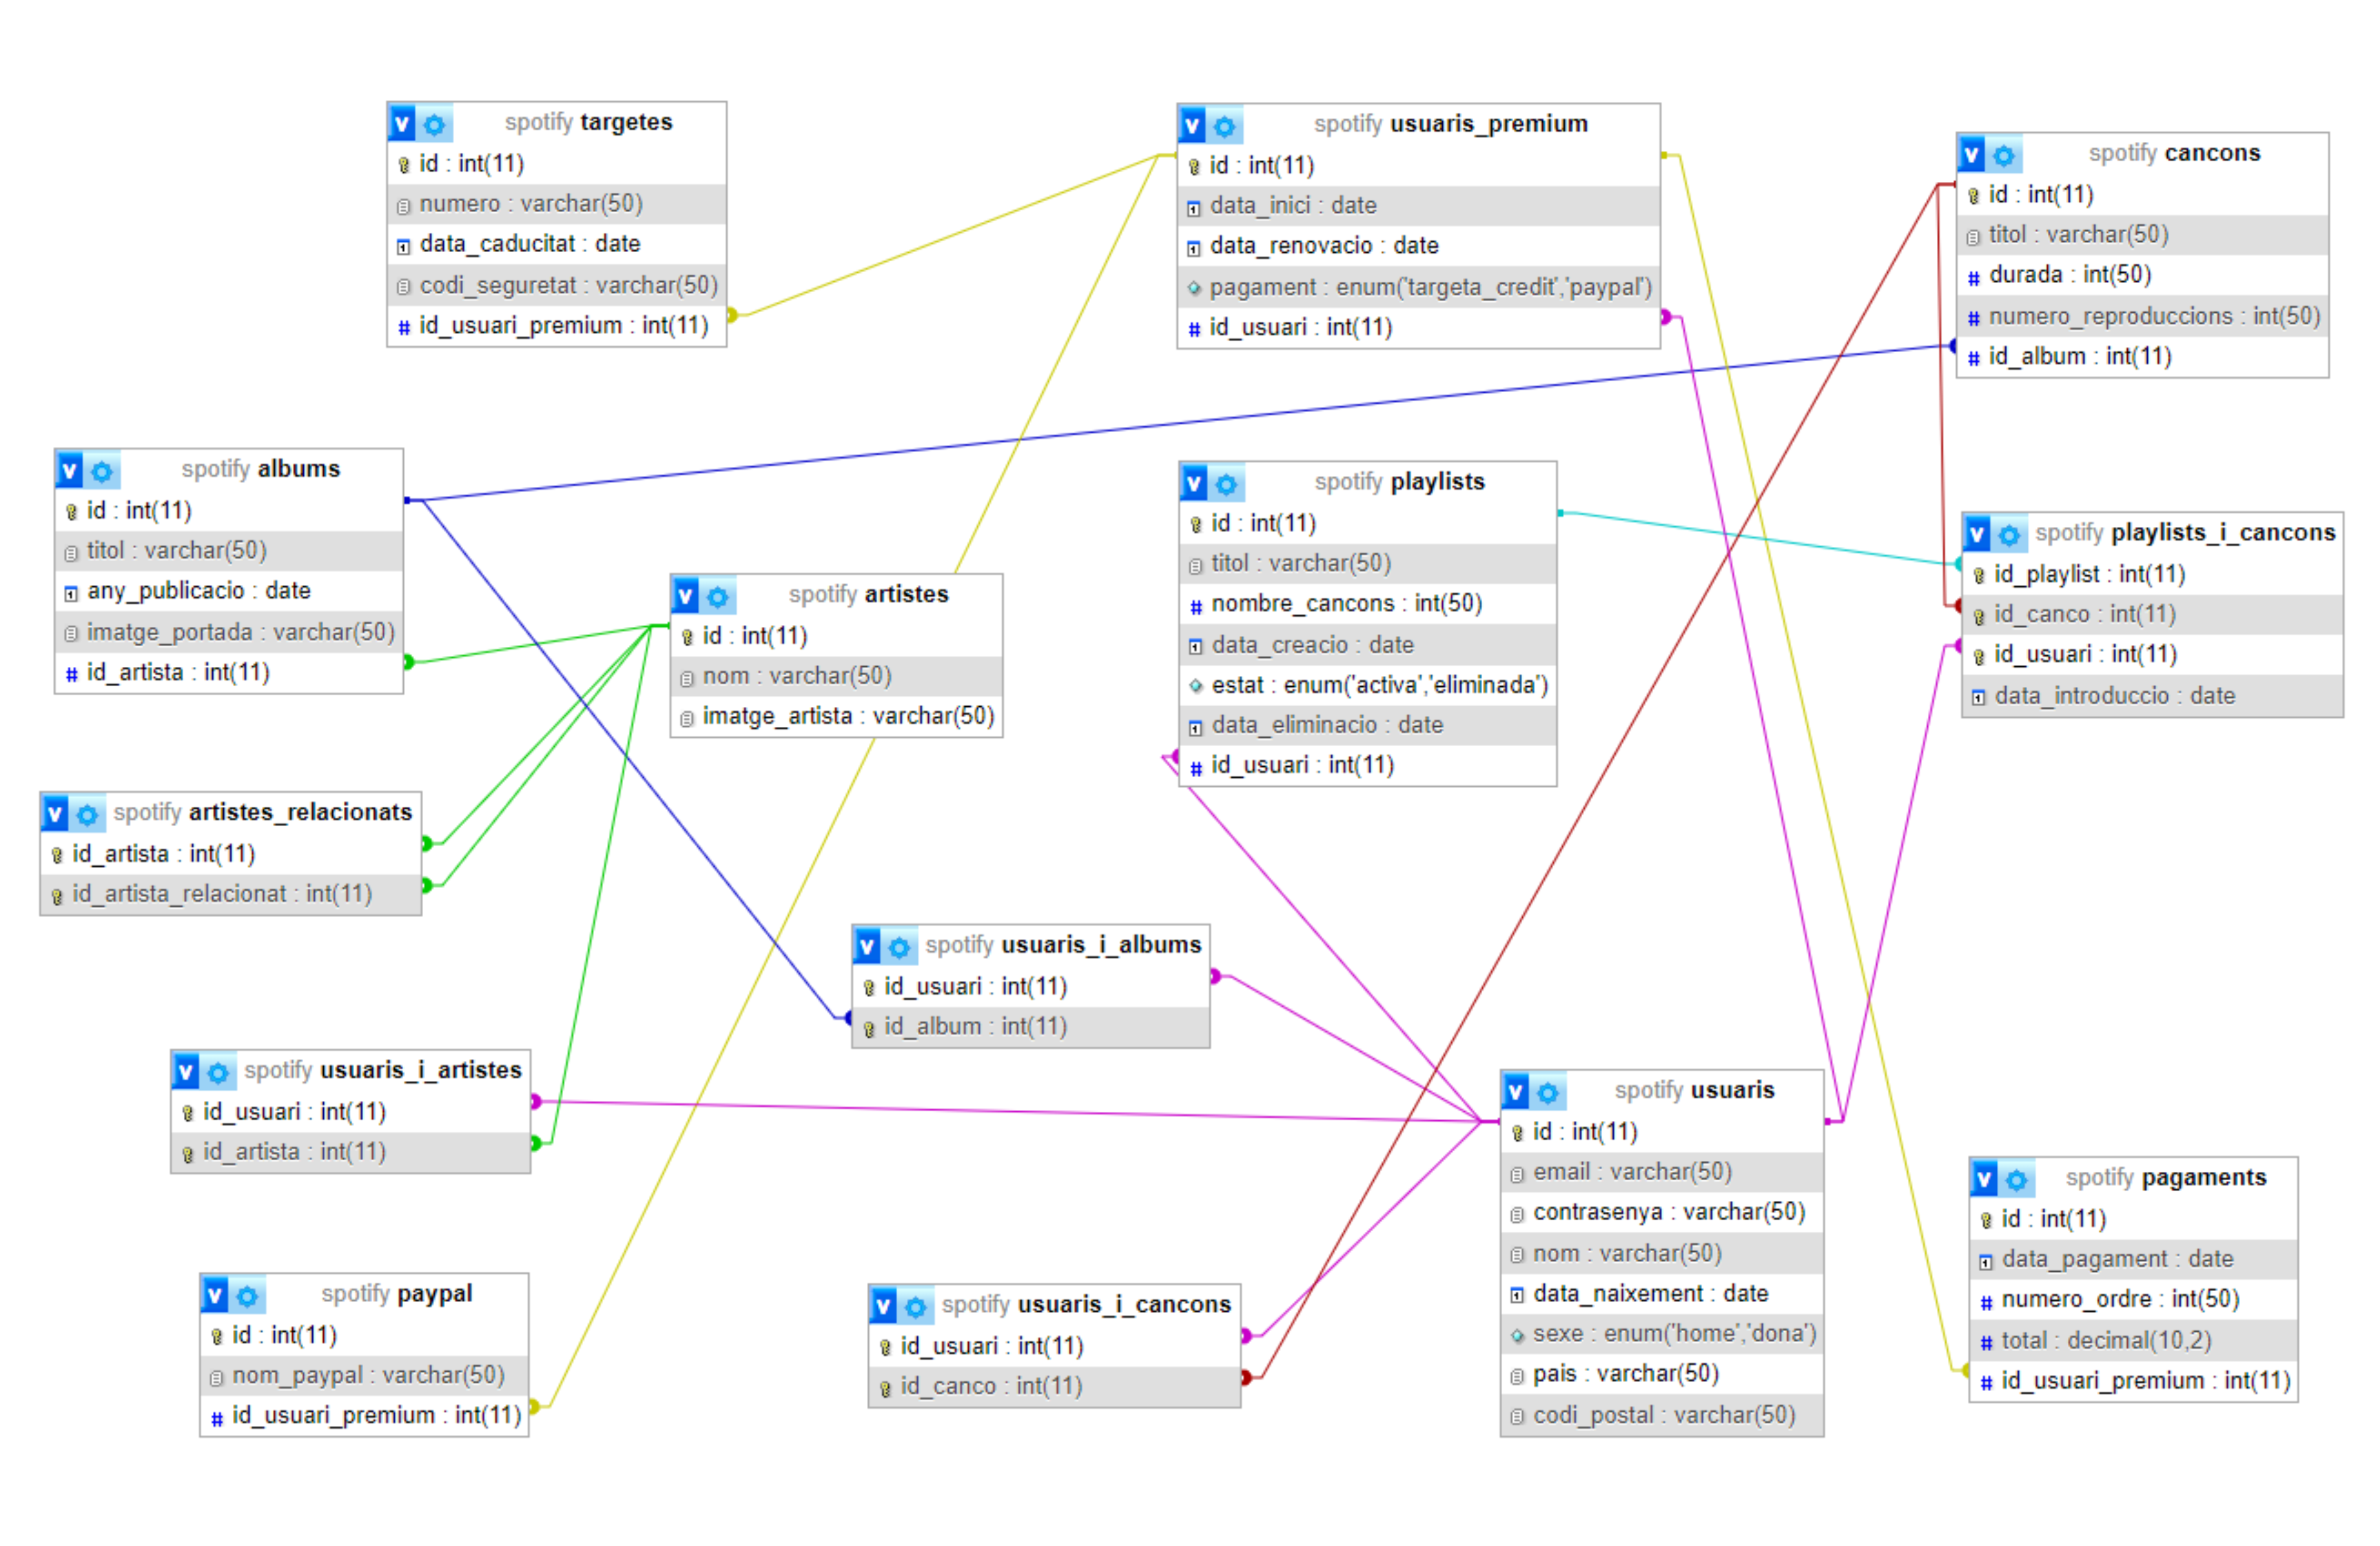 spotify targetes
id : int(11)
numero : varchar(50)
data_caducitat : date
codi_seguretat : varchar(50)
id_usuari_premium : int(11)
spotify usuaris_premium
id : int(11)
data_inici : date
data_renovacio : date
pagament : enum('targeta_credit','paypal')
id_usuari : int(11)
spotify cancons
id : int(11)
titol : varchar(50)
durada : int(50)
numero_reproduccions : int(50)
id_album : int(11)
spotify albums
id : int(11)
titol : varchar(50)
any_publicacio : date
imatge_portada : varchar(50)
id_artista : int(11)
spotify artistes
id : int(11)
nom : varchar(50)
imatge_artista : varchar(50)
spotify playlists
id : int(11)
titol : varchar(50)
nombre_cancons : int(50)
data_creacio : date
estat : enum('activa','eliminada')
data_eliminacio : date
id_usuari : int(11)
spotify playlists_i_cancons
id_playlist : int(11)
id_canco : int(11)
id_usuari : int(11)
data_introduccio : date
spotify artistes_relacionats
id_artista : int(11)
id_artista_relacionat : int(11)
spotify usuaris_i_albums
id_usuari : int(11)
id_album : int(11)
spotify usuaris_i_artistes
id_usuari : int(11)
id_artista : int(11)
spotify usuaris
id : int(11)
email : varchar(50)
contrasenya : varchar(50)
nom : varchar(50)
data_naixement : date
sexe : enum('home','dona')
pais : varchar(50)
codi_postal : varchar(50)
spotify pagaments
id : int(11)
data_pagament : date
numero_ordre : int(50)
total : decimal(10,2)
id_usuari_premium : int(11)
spotify paypal
id : int(11)
nom_paypal : varchar(50)
id_usuari_premium : int(11)
spotify usuaris_i_cancons
id_usuari : int(11)
id_canco : int(11)